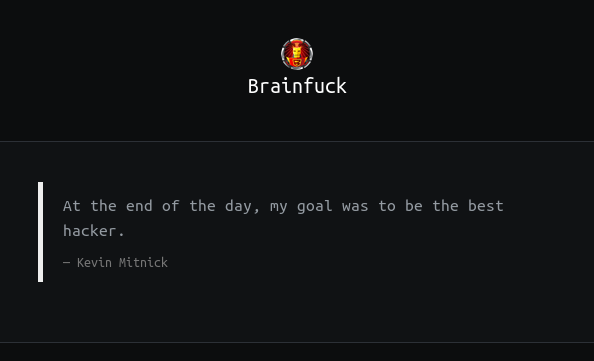 Brainfuck
At the end of the day, my goal was to be the best
hacker.
— Kevin Mitnick